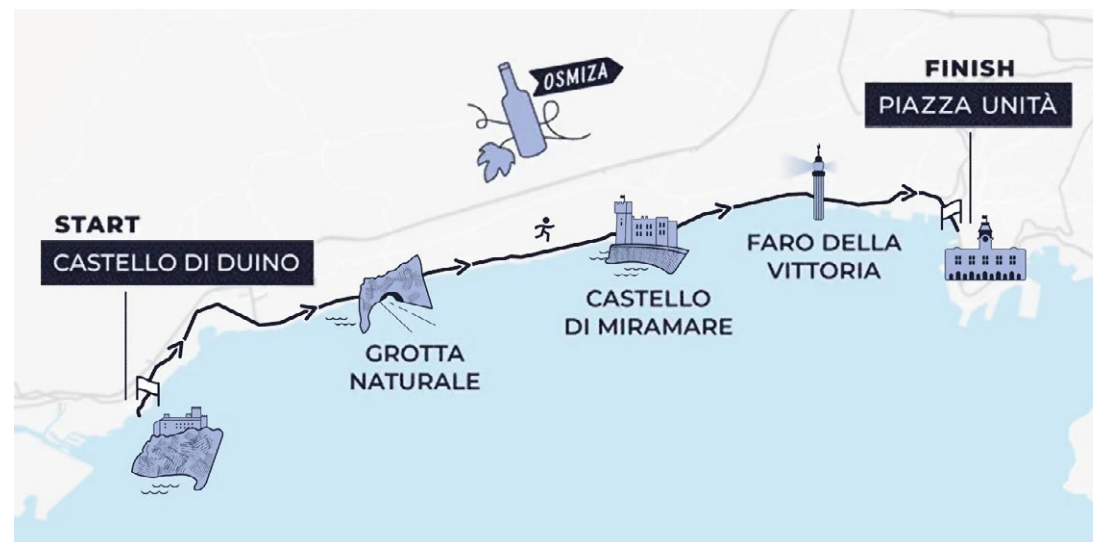 OSMIZA
FINISH
PIAZZA UNITÀ
START
CASTELLO DI DUINO
FARO DELLA
VITTORIA
CASTELLO
DI MIRAMARE
GROTTA
NATURALE